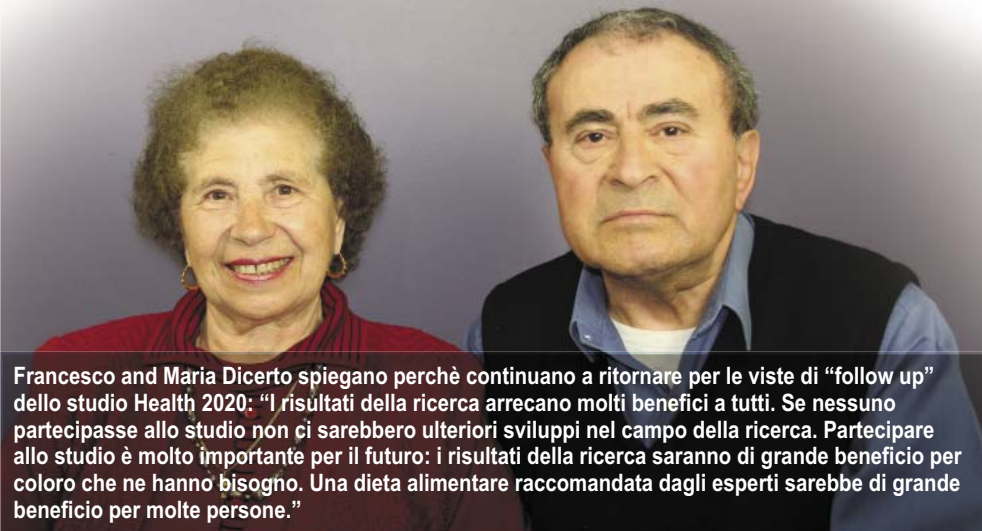 Francesco and Maria Dicerto spiegano perchè continuano a ritornare per le viste di “follow up”
dello studio Health 2020: “I risultati della ricerca arrecano molti benefici a tutti. Se nessuno
partecipasse allo studio non ci sarebbero ulteriori sviluppi nel campo della ricerca. Partecipare
allo studio è molto importante per il futuro: i risultati della ricerca saranno di grande beneficio per
coloro che ne hanno bisogno. Una dieta alimentare raccomandata dagli esperti sarebbe di grande
beneficio per molte persone.”